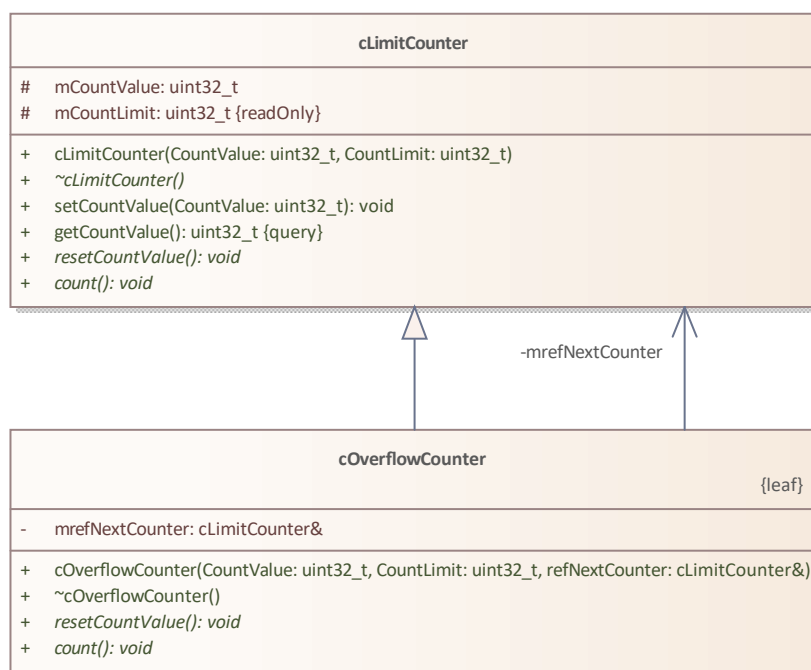 cLimitCounter
# mCountValue: uint32_t
# mCountLimit: uint32_t {readOnly}
+ cLimitCounter(CountValue: uint32_t, CountLimit: uint32_t)
+ ~cLimitCounter()
+ setCountValue(CountValue: uint32_t): void
+ getCountValue(): uint32_t {query}
+ resetCountValue(): void
+ count(): void
-mrefNextCounter
cOverflowCounter
{leaf}
- mrefNextCounter: cLimitCounter&
+ cOverflowCounter(CountValue: uint32_t, CountLimit: uint32_t, refNextCounter: cLimitCounter&)
+ ~cOverflowCounter()
+ resetCountValue(): void
+ count(): void